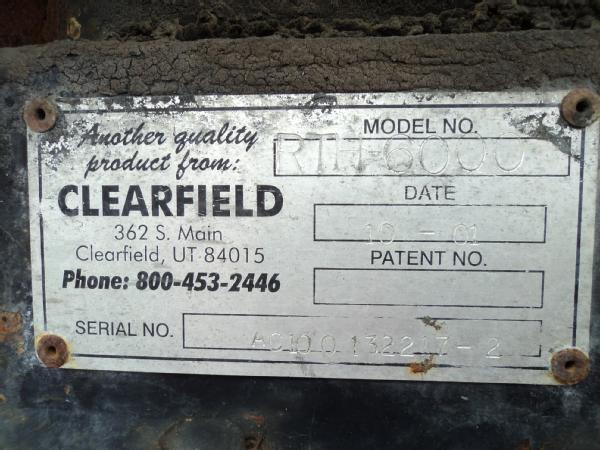 Another quality
product from:
CLEARFIELD
362 S. Main
Clearfield, UT 84015
Phone: 800-453-2446
MODEL NO.
DATE
10 - 01
PATENT NO.
SERIAL NO.